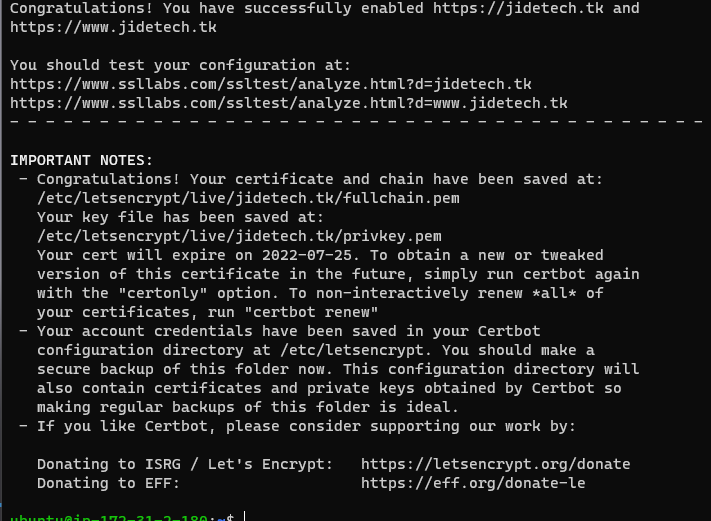 Congratulations! You have successfully enabled https://jidetech.tk and
https://www.jidetech.tk
You should test your configuration at:
https://www.ssllabs.com/ssltest/analyze.html?d=jidetech.tk
https://www.ssllabs.com/ssltest/analyze.html?d=www.jidetech.tk
- - - - - - - - - - - - - - - - - - - - - - - - - - - - - - - - - - - - - - -
IMPORTANT NOTES:
- Congratulations! Your certificate and chain have been saved at:
/etc/letsencrypt/live/jidetech.tk/fullchain.pem
Your key file has been saved at:
/etc/letsencrypt/live/jidetech.tk/privkey.pem
Your cert will expire on 2022-07-25. To obtain a new or tweaked
version of this certificate in the future, simply run certbot again
with the "certonly" option. To non-interactively renew *all* of
your certificates, run "certbot renew"
- Your account credentials have been saved in your Certbot
configuration directory at /etc/letsencrypt. You should make a
secure backup of this folder now. This configuration directory will
also contain certificates and private keys obtained by Certbot so
making regular backups of this folder is ideal.
- If you like Certbot, please consider supporting our work by:
Donating to ISRG / Let's Encrypt:   https://letsencrypt.org/donate
Donating to EFF:                    https://eff.org/donate-le
ubuntu@ip-172-31-2-180:~$